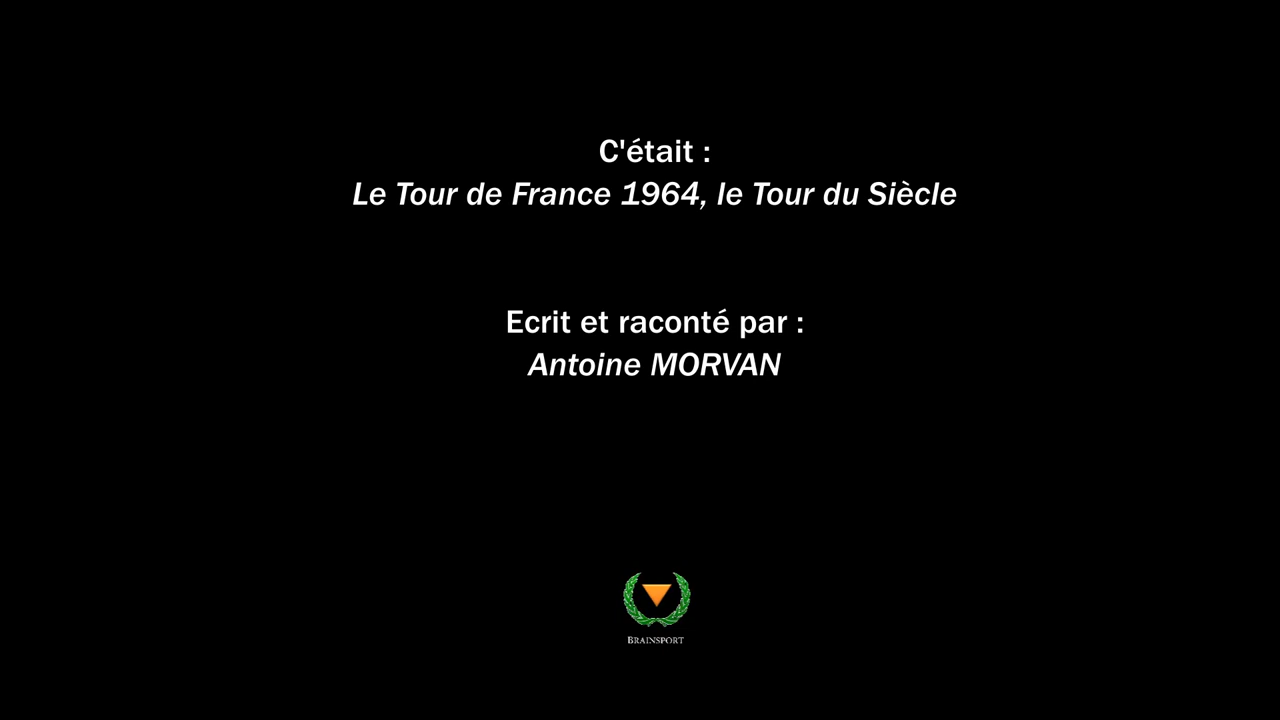 C'était :
Le Tour de France 1964, le Tour du Siècle
Ecrit et raconté par :
Antoine MORVAN
BRAINSPORT